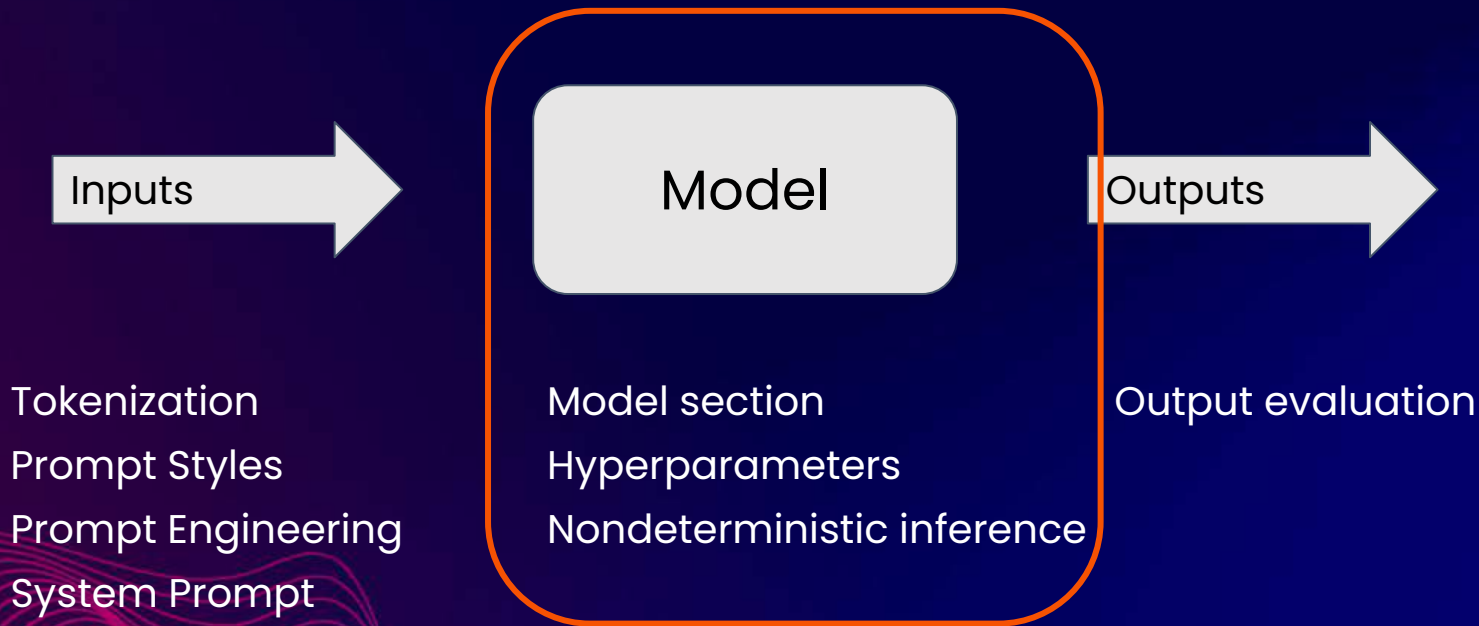 Inputs
Model
Outputs
Tokenization
Prompt Styles
Prompt Engineering
System Prompt
Model section
Hyperparameters
Nondeterministic inference
Output evaluation